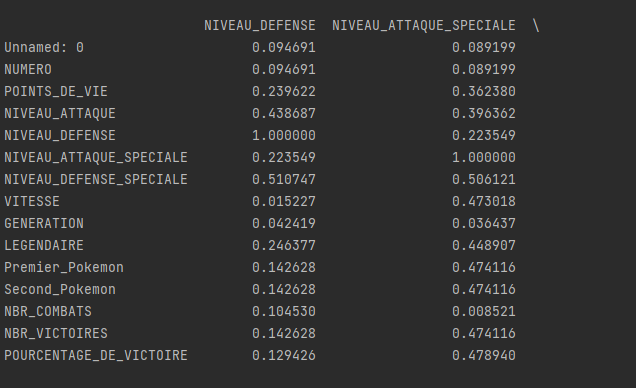 NIVEAU_DEFENSE  NIVEAU_ATTAQUE_SPECIALE  \
Unnamed: 0 0.094691 0.089199
NUMERO 0.094691 0.089199
POINTS_DE_VIE 0.239622 0.362380
NIVEAU_ATTAQUE 0.438687 0.396362
NIVEAU_DEFENSE 1.000000 0.223549
NIVEAU_ATTAQUE_SPECIALE 0.223549 1.000000
NIVEAU_DEFENSE_SPECIALE 0.510747 0.506121
VITESSE 0.015227 0.473018
GENERATION 0.042419 0.036437
LEGENDAIRE 0.246377 0.448907
Premier_Pokemon 0.142628 0.474116
Second_Pokemon 0.142628 0.474116
NBR_COMBATS 0.104530 0.008521
NBR_VICTOIRES 0.142628 0.474116
POURCENTAGE_DE_VICTOIRE 0.129426 0.478940